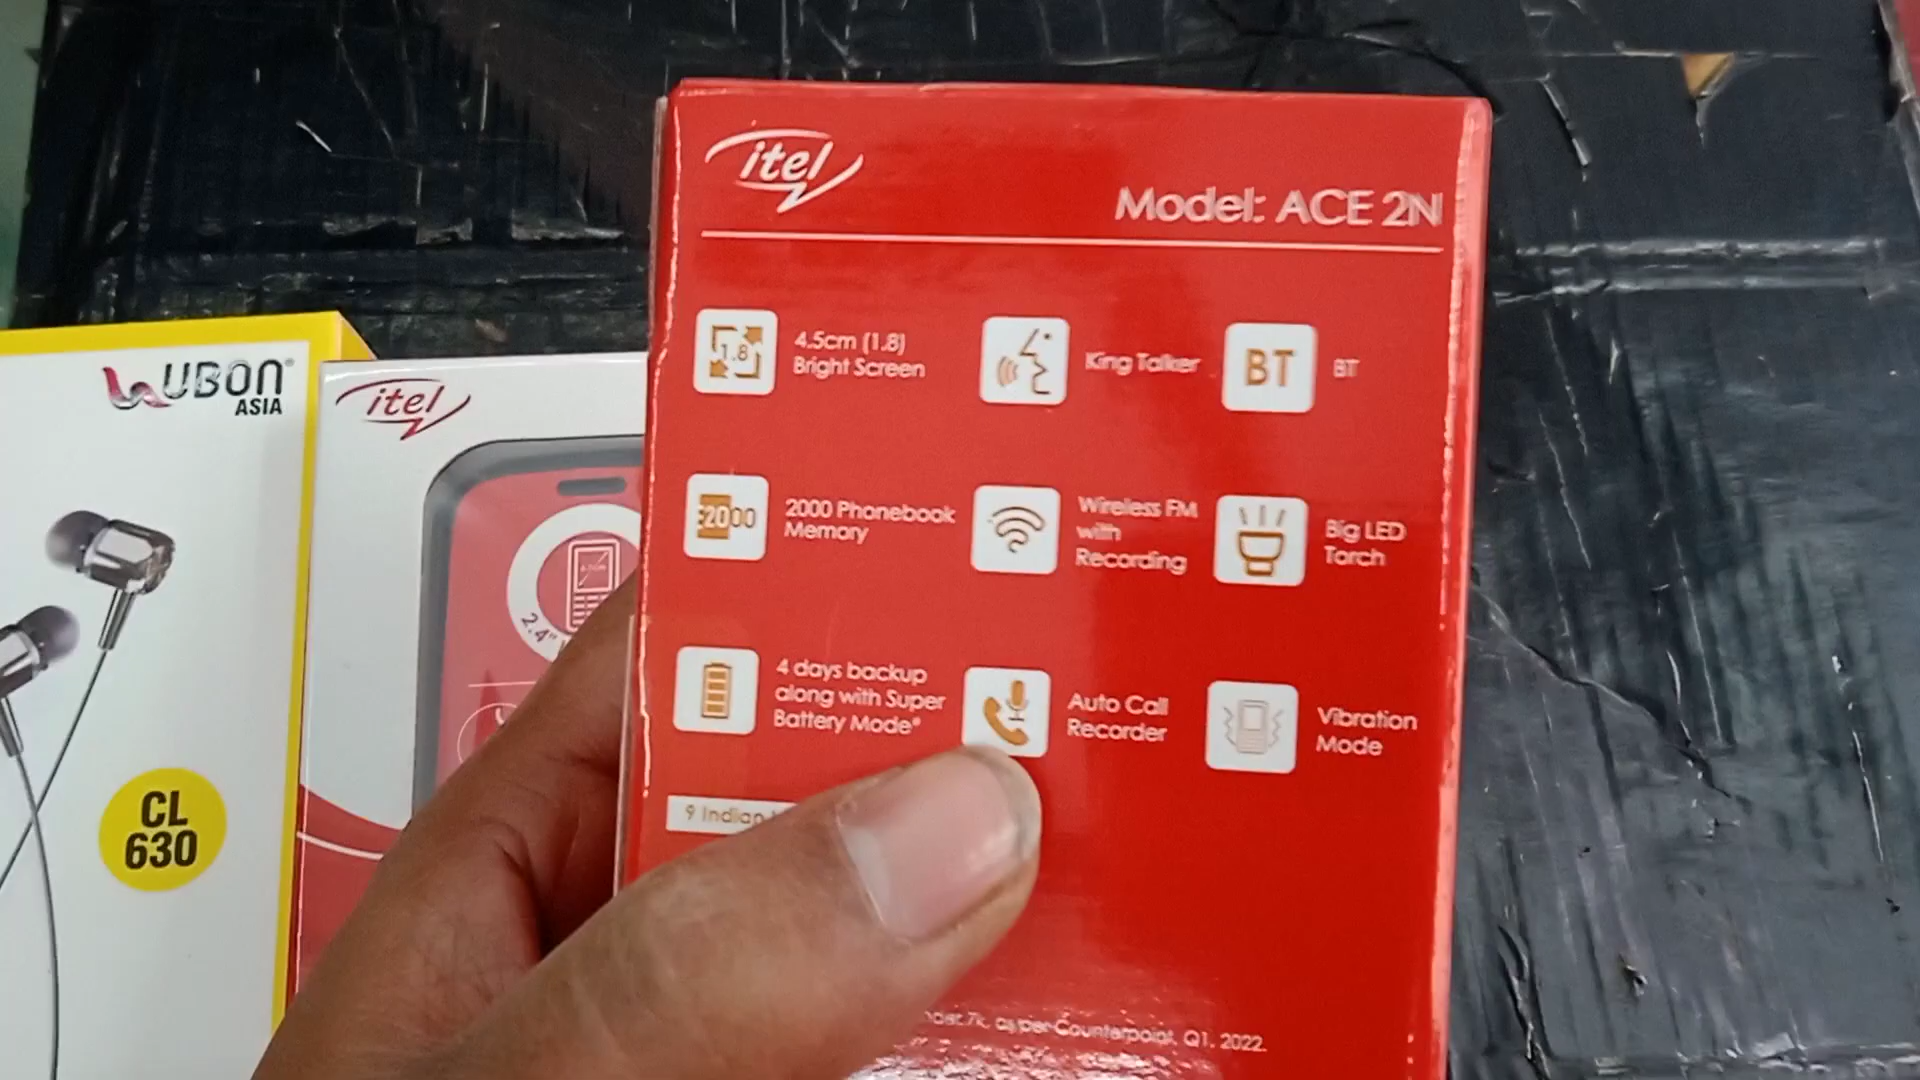 itel
Model: ACE 2N
1.8
4.5cm (1.8)
Bright Screen
King Talker
BT
BT
2000
2000 Phonebook
Memory
Wireless FM
with
Recording
Big LED
Torch
4 days backup
along with Super
Battery Mode*
Auto Call
Recorder
Vibration
Mode
9 Indian
7k, as per Counterpoint, Q1, 2022.
UBON
ASIA
CL
630
itel
2.4"